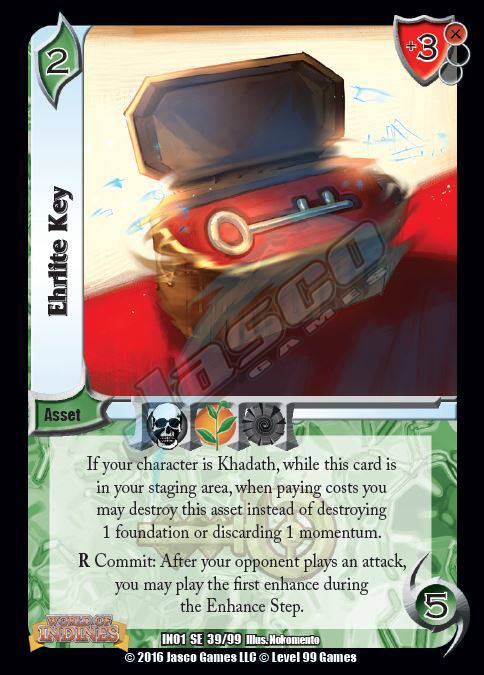 2
+3
Ehrlite Key
Jasco
GAMES
Asset
If your character is Khadath, while this card is
in your staging area, when paying costs you
may destroy this asset instead of destroying
1 foundation or discarding 1 momentum.
R Commit: After your opponent plays an attack,
you may play the first enhance during
the Enhance Step.
5
WORLD OF
INDINES
IN01 SE 39/99 Illus. Nokomento
© 2016 Jasco Games LLC © Level 99 Games